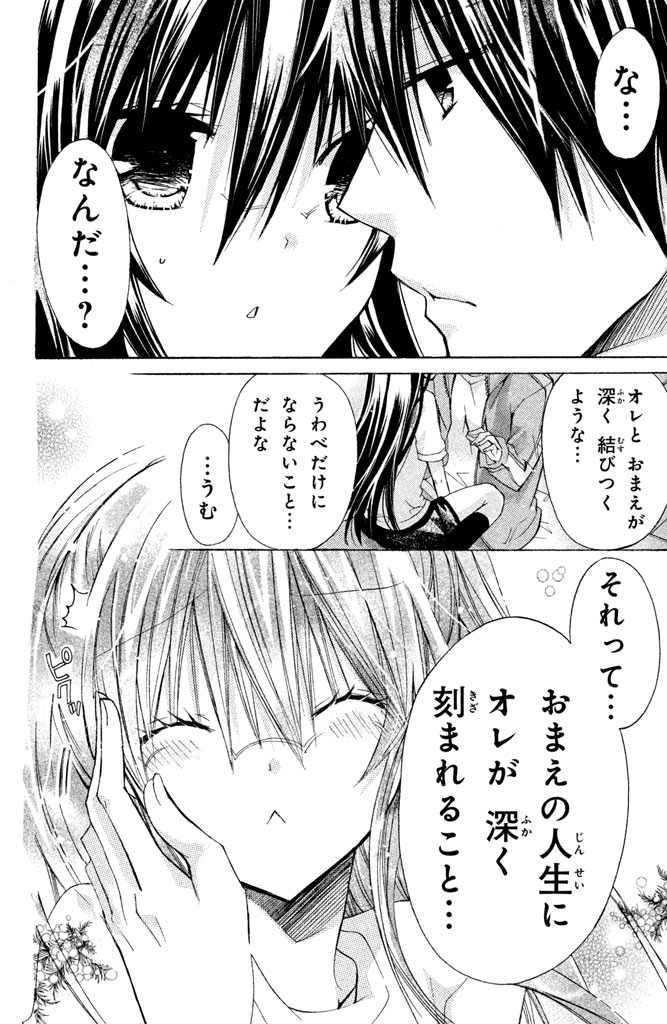 な…
なんだ…?
オレと おまえが
深く 結びつく
ような…
うわべだけに
ならないこと…
だよな
…うむ
それって…
おまえの人生に
オレが 深く
刻まれること…